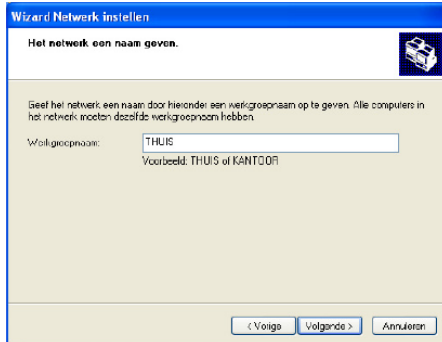 Wizard Netwerk instellen
Het netwerk een naam geven.
Geef het netwerk een naam door hieronder een werkgroepnaam op te geven. Alle computers in
het netwerk moeten dezelfde werkgroepnaam hebben.
Werkgroepnaam: THUIS
Voorbeeld: THUIS of KANTOOR
< Vorige Volgende > Annuleren